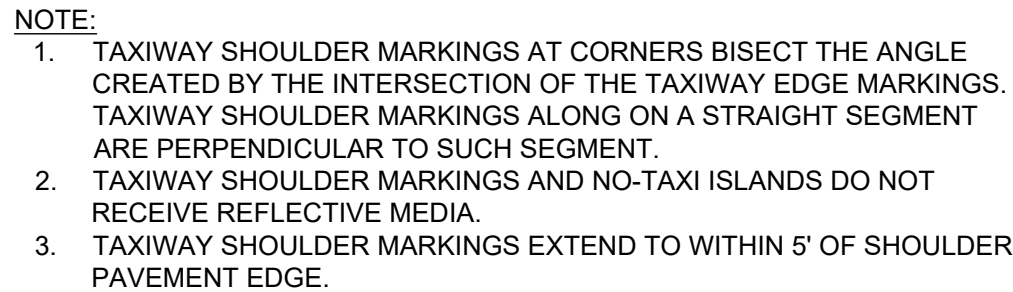 NOTE:
1. TAXIWAY SHOULDER MARKINGS AT CORNERS BISECT THE ANGLE
CREATED BY THE INTERSECTION OF THE TAXIWAY EDGE MARKINGS.
TAXIWAY SHOULDER MARKINGS ALONG ON A STRAIGHT SEGMENT
ARE PERPENDICULAR TO SUCH SEGMENT.
2. TAXIWAY SHOULDER MARKINGS AND NO-TAXI ISLANDS DO NOT
RECEIVE REFLECTIVE MEDIA.
3. TAXIWAY SHOULDER MARKINGS EXTEND TO WITHIN 5' OF SHOULDER
PAVEMENT EDGE.